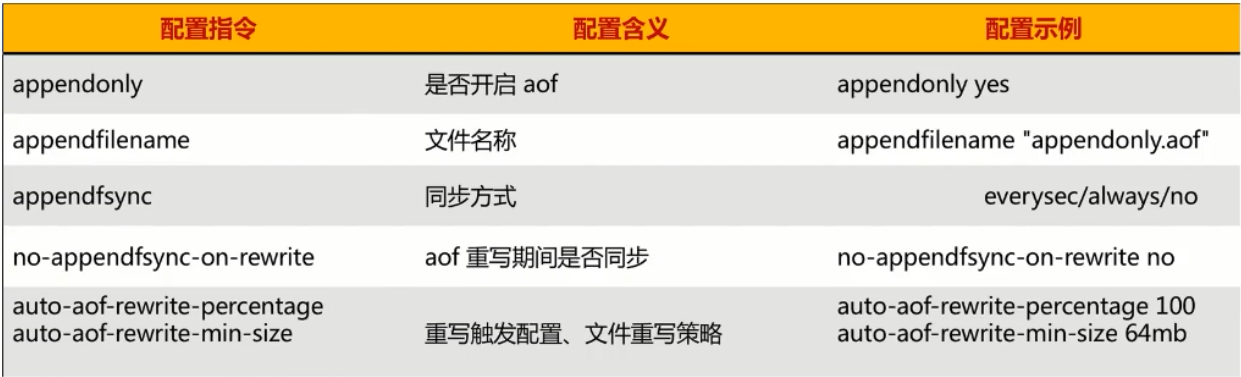 配置指令 配置含义 配置示例
appendonly 是否开启 aof appendonly yes
appendfilename 文件名称 appendfilename "appendonly.aof"
appendfsync 同步方式 everysec/always/no
no-appendfsync-on-rewrite aof 重写期间是否同步 no-appendfsync-on-rewrite no
auto-aof-rewrite-percentage auto-aof-rewrite-percentage 100
auto-aof-rewrite-min-size 重写触发配置、文件重写策略 auto-aof-rewrite-min-size 64mb